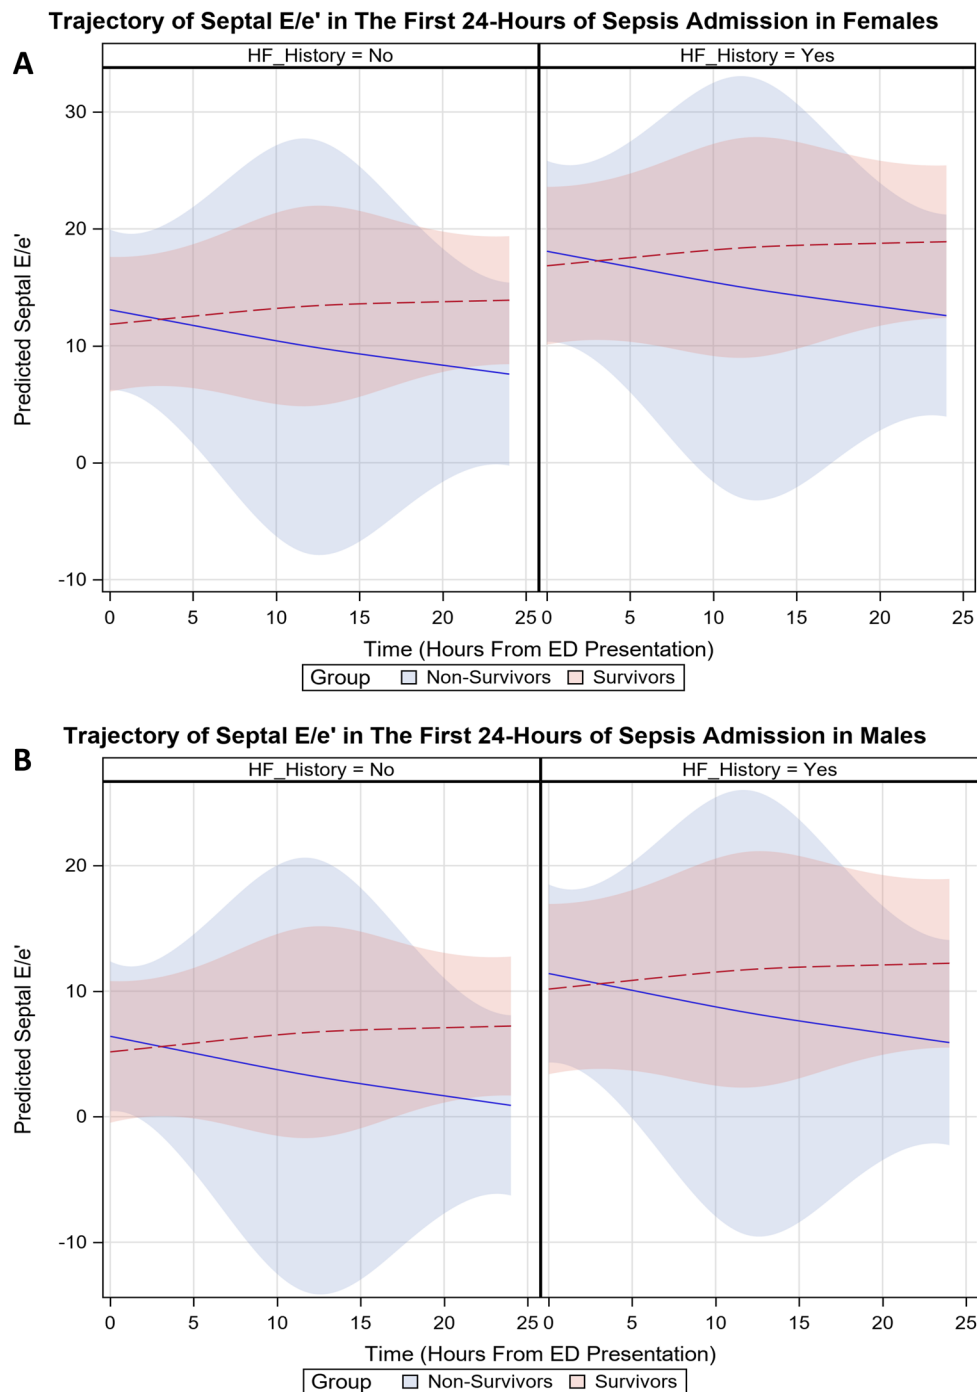 Trajectory of Septal E/e' in The First 24-Hours of Sepsis Admission in Females
A
HF_History = No
HF_History = Yes
30
20
10
0
-10
Predicted Septal E/e'
0 5 10 15 20 25
0 5 10 15 20 25
Time (Hours From ED Presentation)
Group Non-Survivors Survivors
Trajectory of Septal E/e' in The First 24-Hours of Sepsis Admission in Males
B
HF_History = No
HF_History = Yes
20
10
0
-10
Predicted Septal E/e'
0 5 10 15 20 25
0 5 10 15 20 25
Time (Hours From ED Presentation)
Group Non-Survivors Survivors